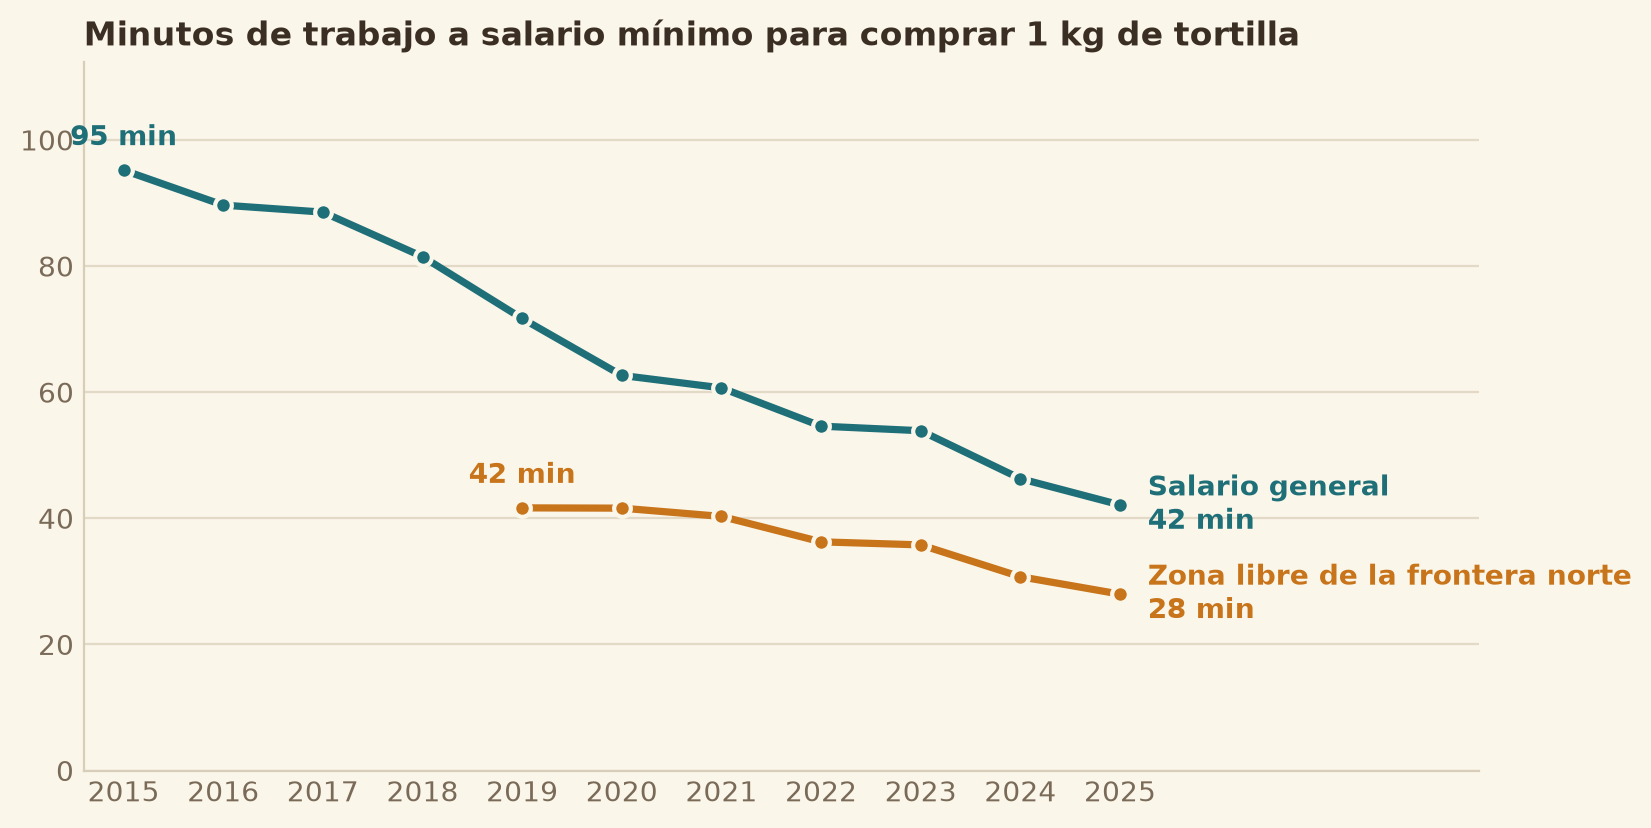 Minutos de trabajo a salario mínimo para comprar 1 kg de tortilla
100
95 min
80
60
42 min
Salario general
42 min
40
Zona libre de la frontera norte
28 min
20
0
2015 2016 2017 2018 2019 2020 2021 2022 2023 2024 2025